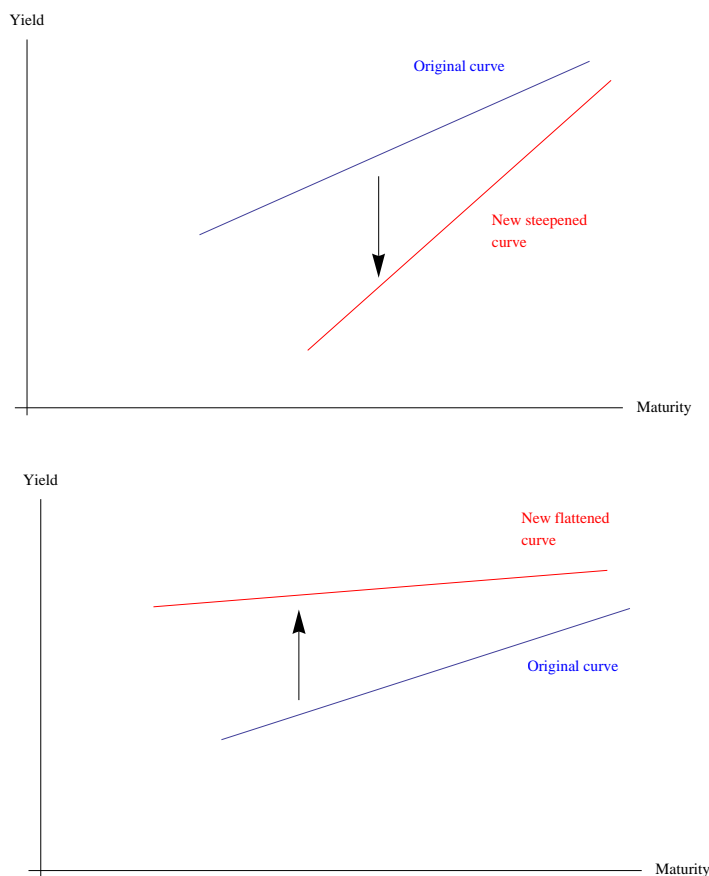 Yield
Original curve
New steepened
curve
Maturity
Yield
New flattened
curve
Original curve
Maturity